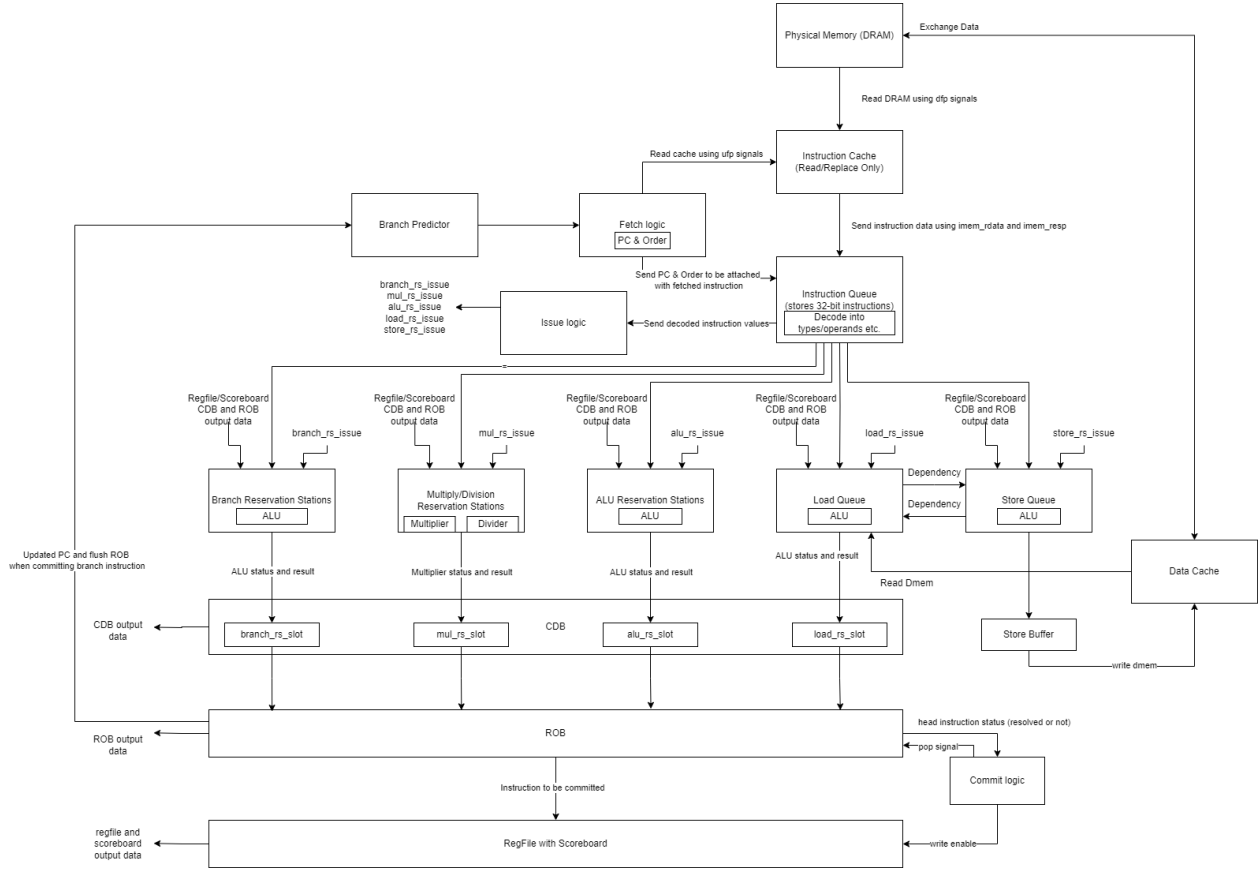 Physical Memory (DRAM)
Exchange Data
Read DRAM using dfp signals
Read cache using ufp signals
Instruction Cache
(Read/Replace Only)
Branch Predictor
Fetch logic
PC & Order
Send instruction data using imem_rdata and imem_resp
Send PC & Order to be attached
with fetched instruction
branch_rs_issue
mul_rs_issue
alu_rs_issue
load_rs_issue
store_rs_issue
Issue logic
Send decoded instruction values
Instruction Queue
(stores 32-bit instructions)
Decode into
types/operands etc.
=
Regfile/Scoreboard
CDB and ROB
output data
branch_rs_issue
Regfile/Scoreboard
CDB and ROB
output data
mul_rs_issue
Regfile/Scoreboard
CDB and ROB
output data
alu_rs_issue
Regfile/Scoreboard
CDB and ROB
output data
load_rs_issue
Regfile/Scoreboard
CDB and ROB
output data
store_rs_issue
Branch Reservation Stations
ALU
Multiply/Division
Reservation Stations
Multiplier
Divider
ALU Reservation Stations
ALU
Load Queue
ALU
Dependency
Dependency
Store Queue
ALU
Updated PC and flush ROB
when committing branch instruction
ALU status and result
Multiplier status and result
ALU status and result
ALU status and result
Read Dmem
Data Cache
CDB output
data
branch_rs_slot
mul_rs_slot
CDB
alu_rs_slot
load_rs_slot
Store Buffer
write dmem
ROB output
data
ROB
head instruction status (resolved or not)
pop signal
Commit logic
Instruction to be committed
regfile and
scoreboard
output data
RegFile with Scoreboard
write enable